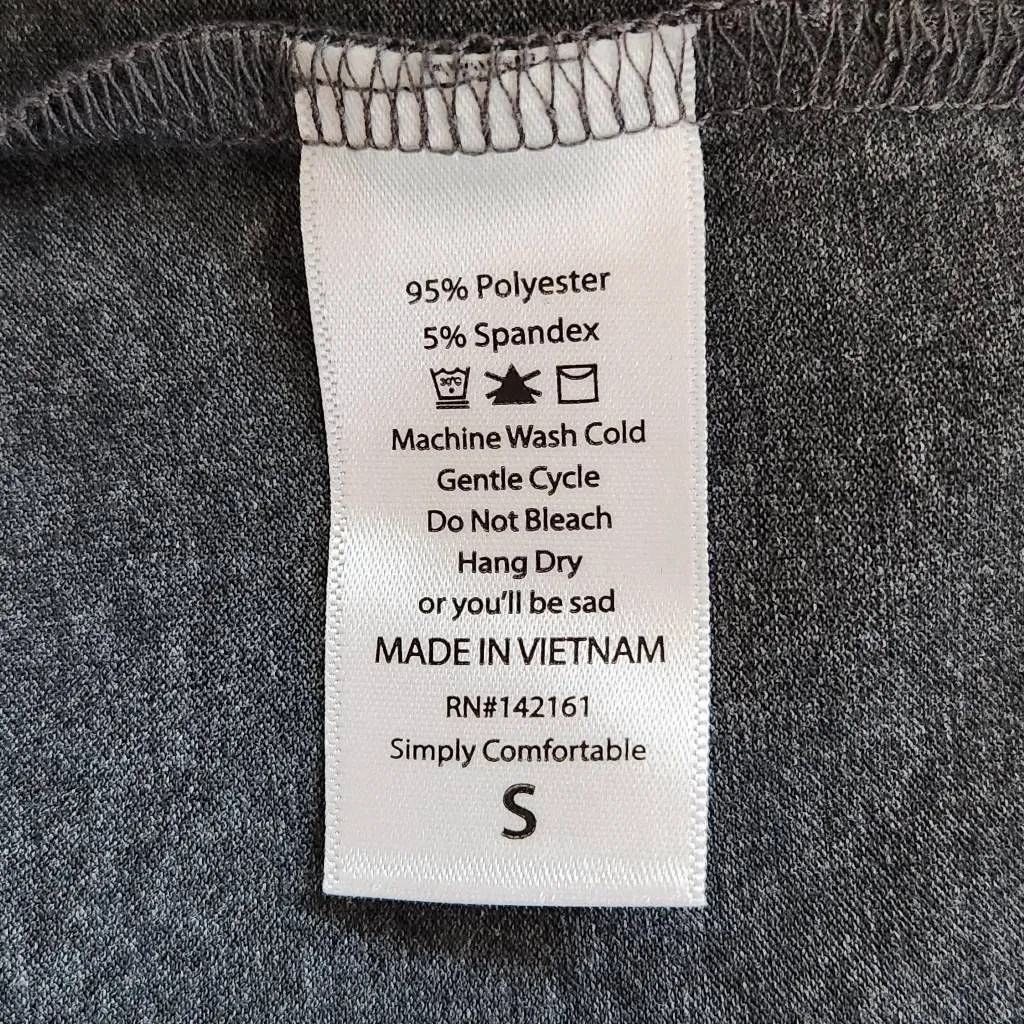 95% Polyester
5% Spandex
30°C
Machine Wash Cold
Gentle Cycle
Do Not Bleach
Hang Dry
or you'll be sad
MADE IN VIETNAM
RN#142161
Simply Comfortable
S